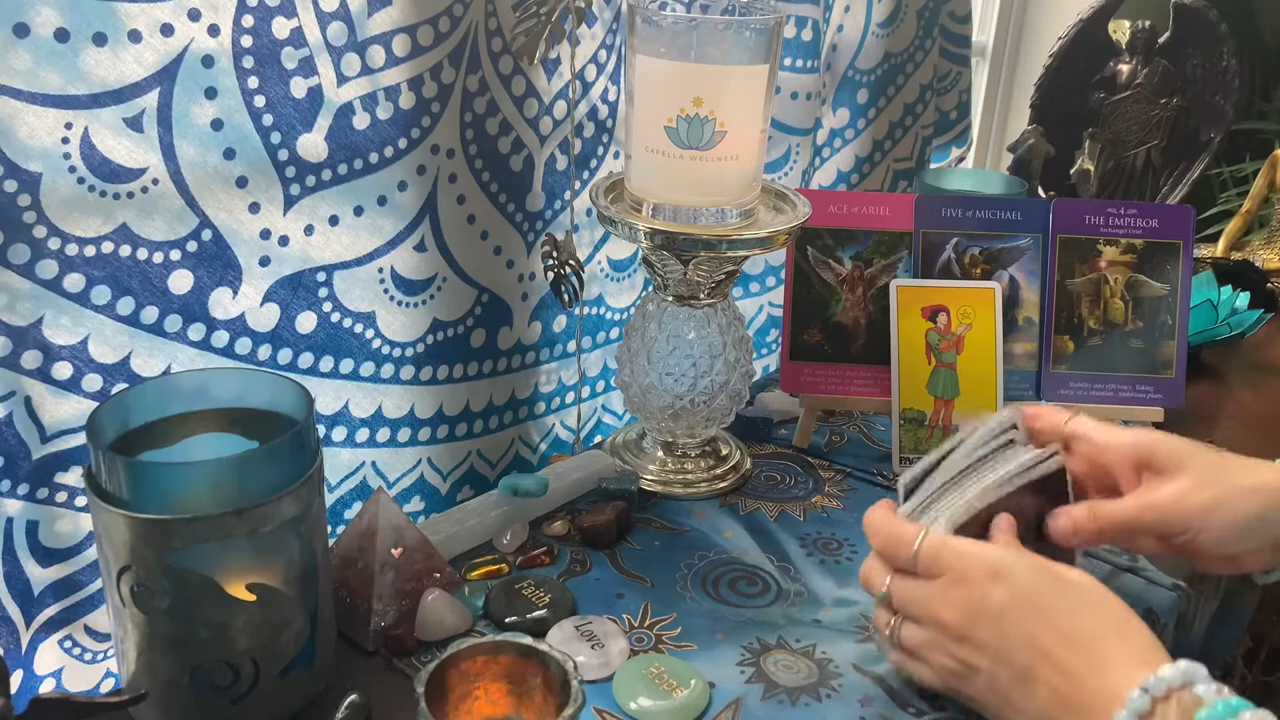 CAPELLA WELLNESS
ACE of ARIEL
FIVE of MICHAEL
4
THE EMPEROR
Archangel Uriel
Stability and efficiency. Taking
charge of a situation. Ambitious plans.
PAG
Faith
Love
Hope